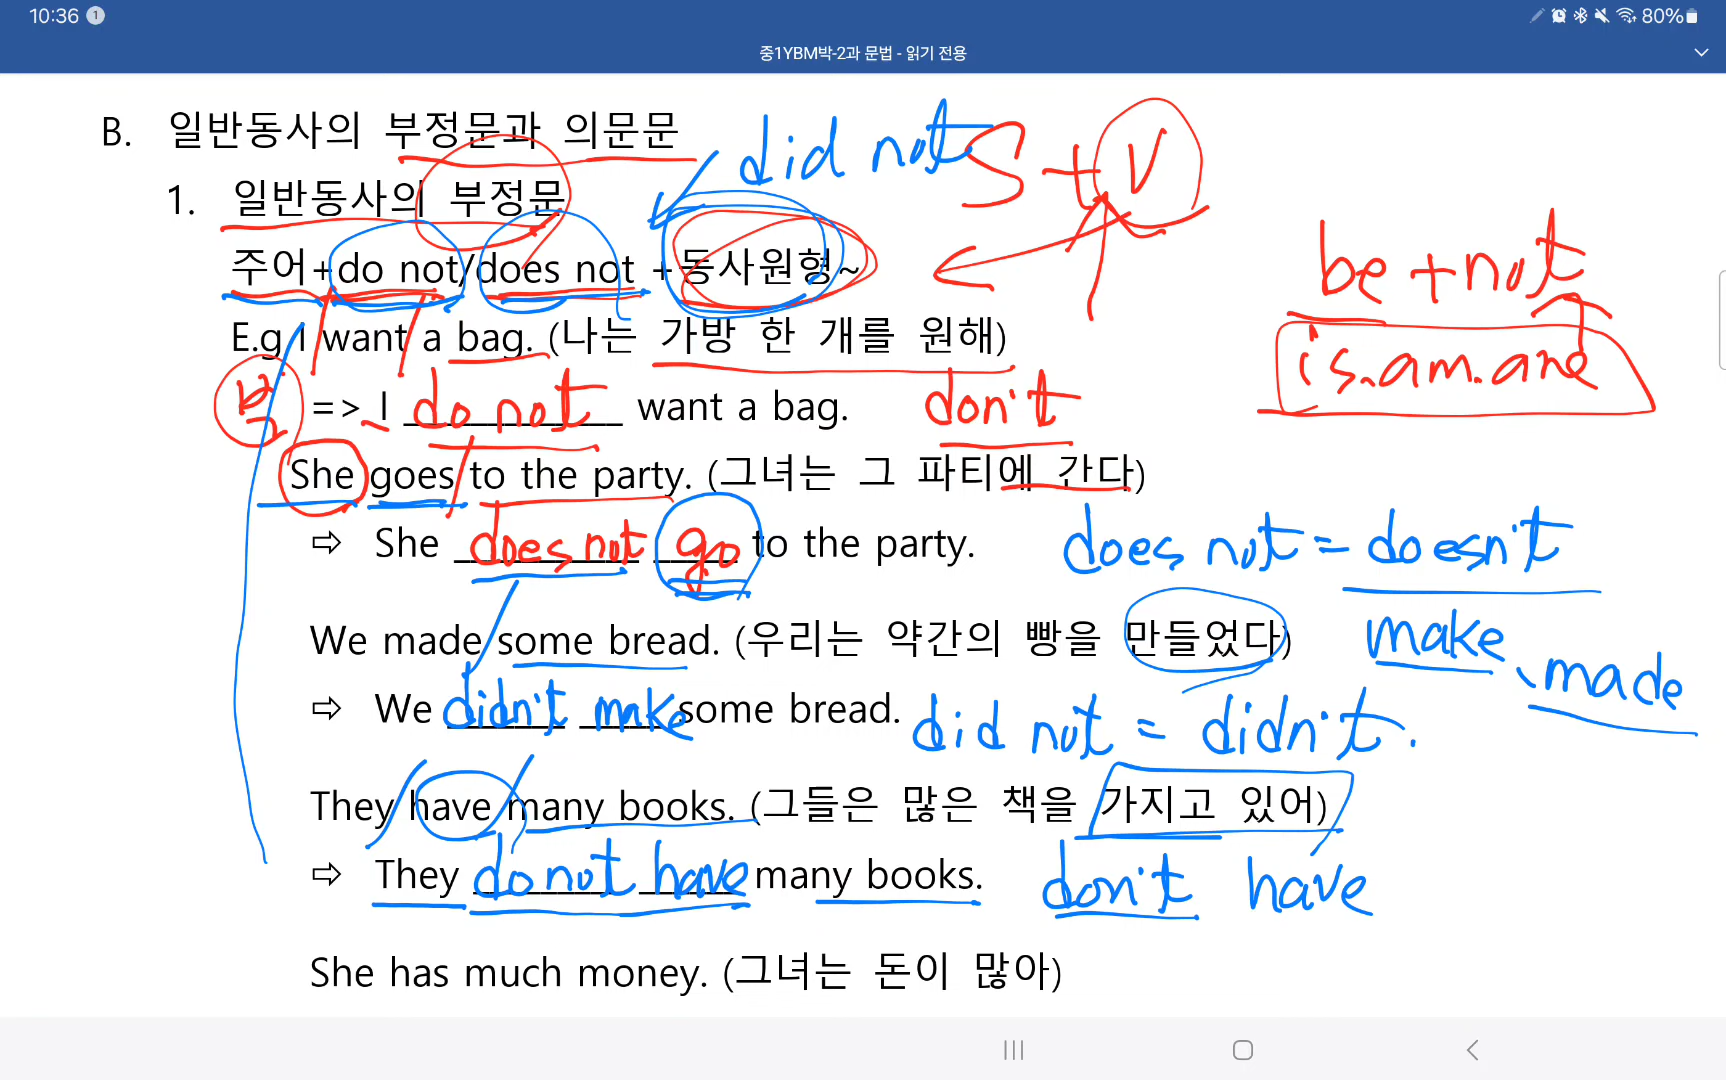 10:36 1 80%
중1YBM박-2과 문법 - 읽기 전용
B. 일반동사의 부정문과 의문문 did not S + V
1. 일반동사의 부정문
주어+do not/does not +동사원형~ be + not
E.g I want a bag. (나는 가방 한 개를 원해) is.am.are
=> I do not want a bag. don't
She goes to the party. (그녀는 그 파티에 간다)
⇨ She does not go to the party. does not = doesn't
We made some bread. (우리는 약간의 빵을 만들었다) make, made
⇨ We didn't make some bread. did not = didn't.
They have many books. (그들은 많은 책을 가지고 있어)
⇨ They do not have many books. don't have
She has much money. (그녀는 돈이 많아)